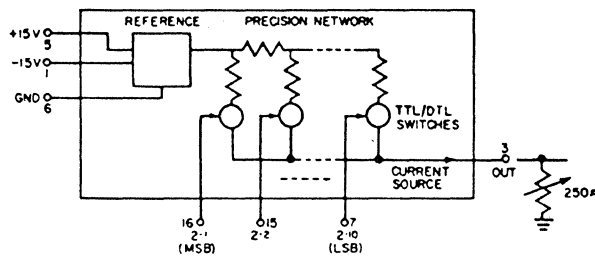 REFERENCE
PRECISION NETWORK
+15V
5
-15V
1
GND
6
TTL/DTL
SWITCHES
CURRENT
SOURCE
3
OUT
16
2-1
(MSB)
15
2-2
7
2-10
(LSB)